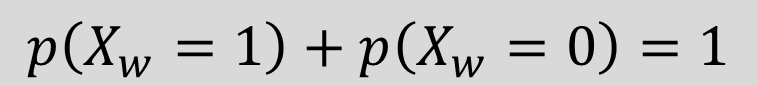 p(X_w = 1) + p(X_w = 0) = 1